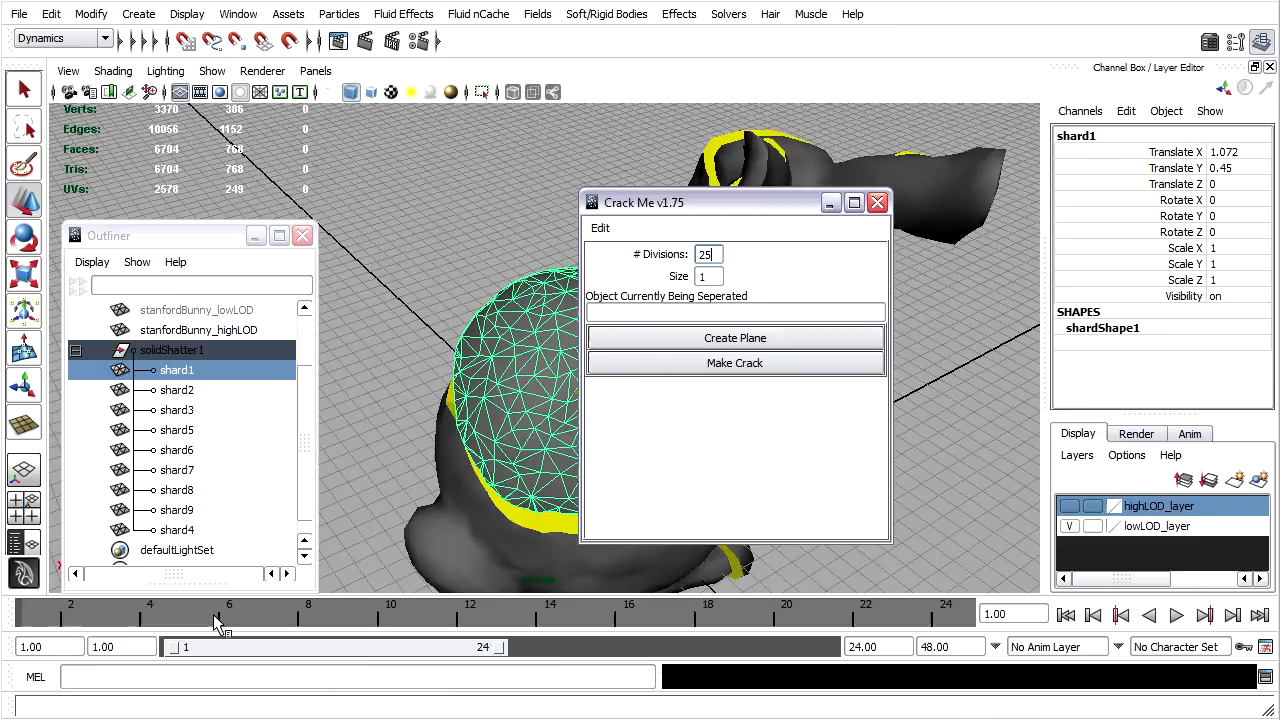 File Edit Modify Create Display Window Assets Particles Fluid Effects Fluid nCache Fields Soft/Rigid Bodies Effects Solvers Hair Muscle Help
Dynamics
View Shading Lighting Show Renderer Panels
Channel Box / Layer Editor
Verts: 3370 386 0
Edges: 10056 1152 0
Faces: 6704 768 0
Tris: 6704 768 0
UVs: 2578 249 0
Channels Edit Object Show
shard1
Translate X 1.072
Translate Y 0.45
Translate Z 0
Rotate X 0
Rotate Y 0
Rotate Z 0
Scale X 1
Scale Y 1
Scale Z 1
Visibility on
SHAPES
shardShape1
Outliner
Display Show Help
stanfordBunny_lowLOD
stanfordBunny_highLOD
solidShatter1
shard1
shard2
shard3
shard5
shard6
shard7
shard8
shard9
shard4
defaultLightSet
Crack Me v1.75
Edit
# Divisions: 25
Size 1
Object Currently Being Seperated
Create Plane
Make Crack
persp
Display Render Anim
Layers Options Help
highLOD_layer
V lowLOD_layer
2 4 6 8 10 12 14 16 18 20 22 24
1.00
1.00 1.00 1 24 24.00 48.00 No Anim Layer No Character Set
MEL